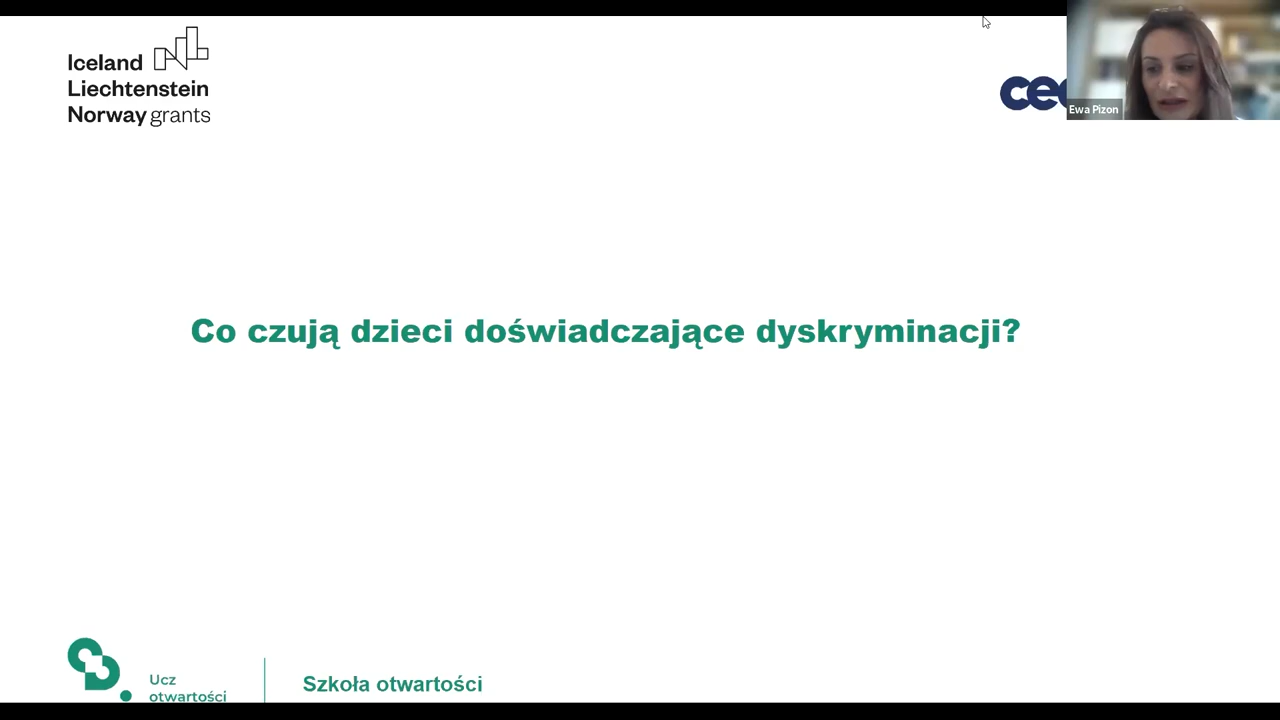 Iceland
Liechtenstein
Norway grants
Ewa Pizon
Co czują dzieci doświadczające dyskryminacji?
Ucz
otwartości
Szkoła otwartości